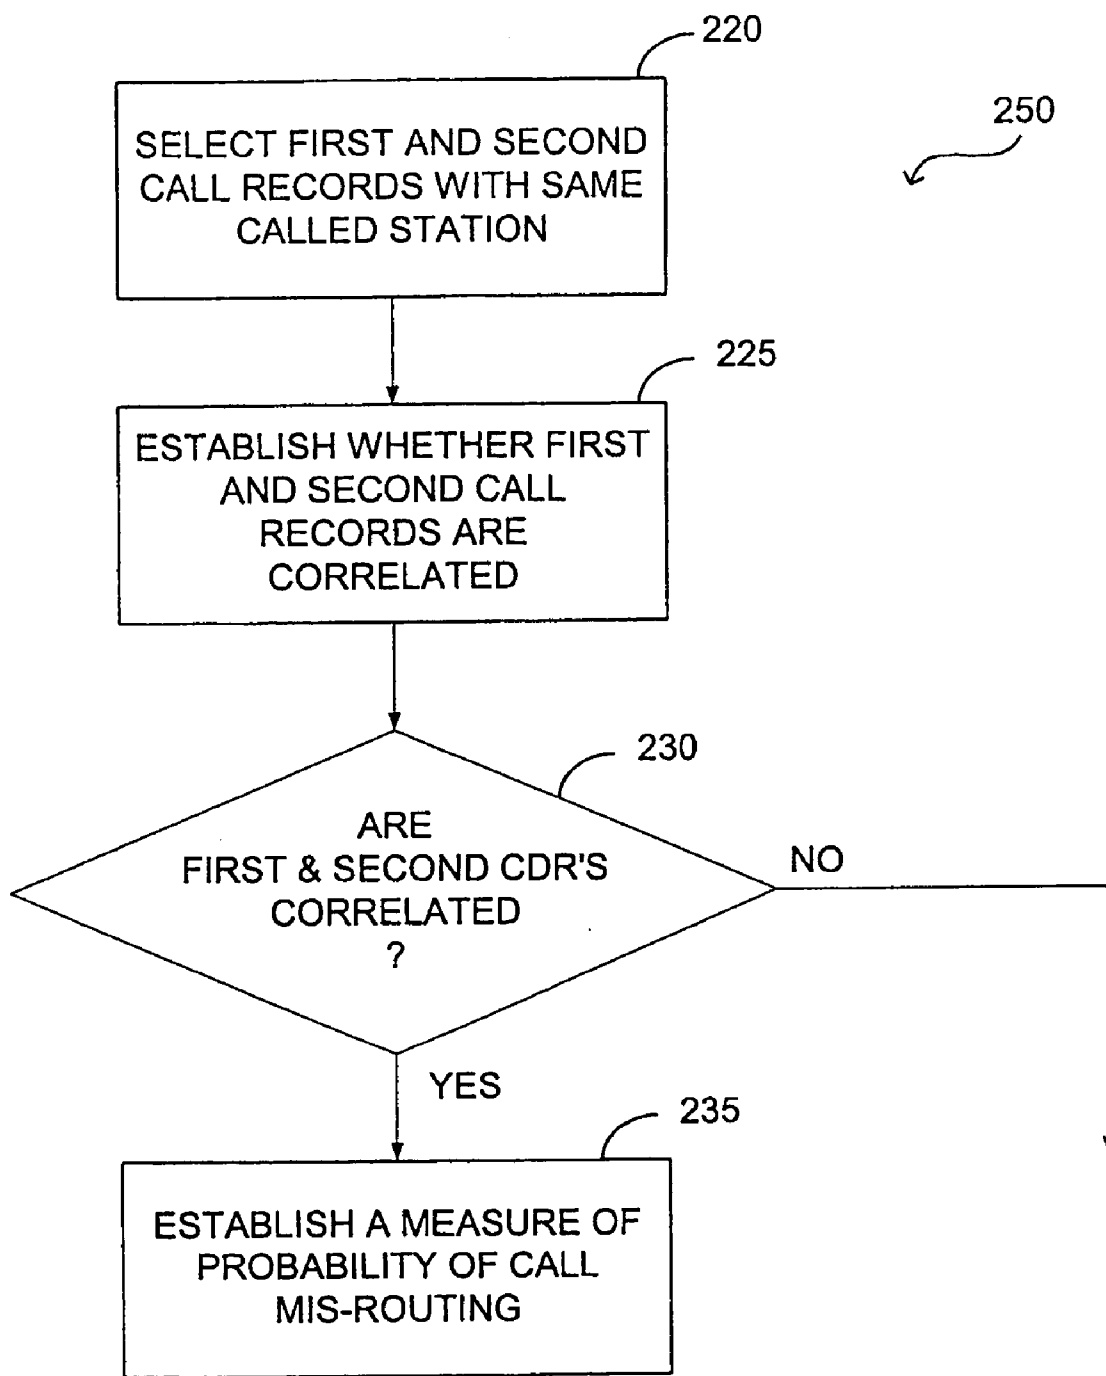 220
250
SELECT FIRST AND SECOND
CALL RECORDS WITH SAME
CALLED STATION
225
ESTABLISH WHETHER FIRST
AND SECOND CALL
RECORDS ARE
CORRELATED
230
ARE
FIRST & SECOND CDR'S
CORRELATED
?
NO
YES
235
ESTABLISH A MEASURE OF
PROBABILITY OF CALL
MIS-ROUTING